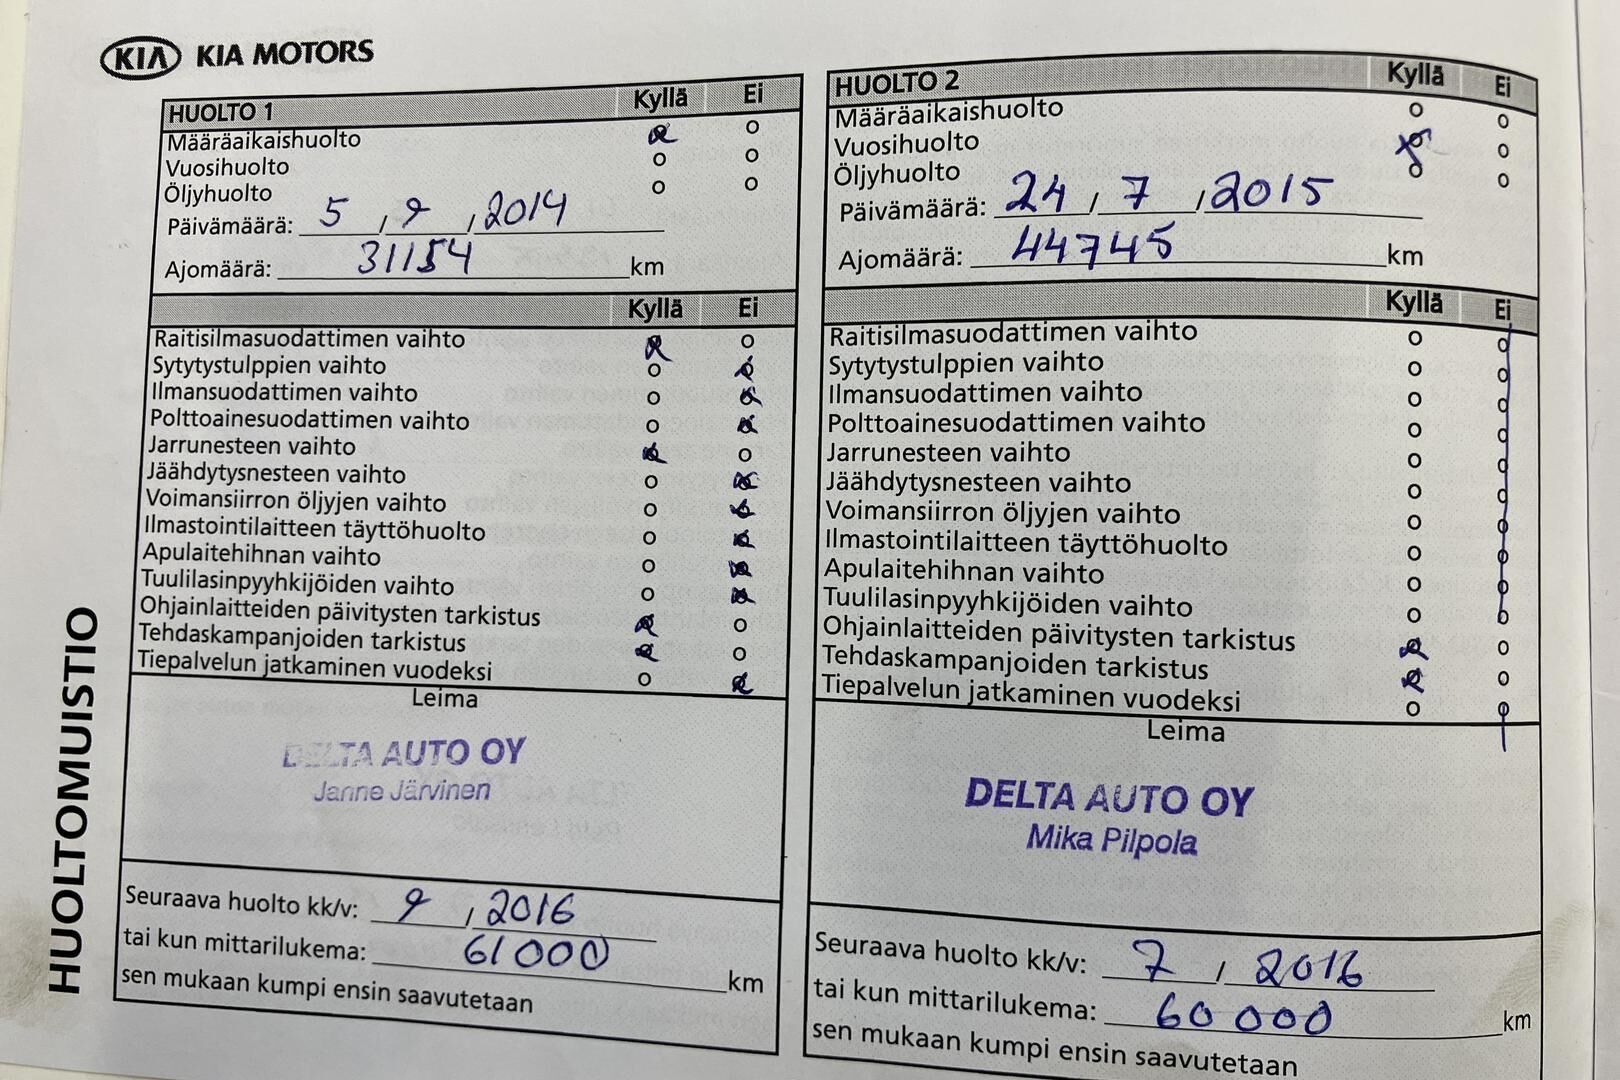 KIA KIA MOTORS
HUOLTOMUISTIO
HUOLTO 1 Kyllä Ei
Määräaikaishuolto
Vuosihuolto
Öljyhuolto
Päivämäärä: 5 / 9 / 2014
Ajomäärä: 31154 km
Kyllä Ei
Raitisilmasuodattimen vaihto
Sytytystulppien vaihto
Ilmansuodattimen vaihto
Polttoainesuodattimen vaihto
Jarrunesteen vaihto
Jäähdytysnesteen vaihto
Voimansiirron öljyjen vaihto
Ilmastointilaitteen täyttöhuolto
Apulaitehihnan vaihto
Tuulilasinpyyhkijöiden vaihto
Ohjainlaitteiden päivitysten tarkistus
Tehdaskampanjoiden tarkistus
Tiepalvelun jatkaminen vuodeksi
Leima
DELTA AUTO OY
Janne Järvinen
Seuraava huolto kk/v: 9 / 2016
tai kun mittarilukema: 61000 km
sen mukaan kumpi ensin saavutetaan
HUOLTO 2 Kyllä Ei
Määräaikaishuolto
Vuosihuolto
Öljyhuolto
Päivämäärä: 24 / 7 / 2015
Ajomäärä: 44745 km
Kyllä Ei
Raitisilmasuodattimen vaihto
Sytytystulppien vaihto
Ilmansuodattimen vaihto
Polttoainesuodattimen vaihto
Jarrunesteen vaihto
Jäähdytysnesteen vaihto
Voimansiirron öljyjen vaihto
Ilmastointilaitteen täyttöhuolto
Apulaitehihnan vaihto
Tuulilasinpyyhkijöiden vaihto
Ohjainlaitteiden päivitysten tarkistus
Tehdaskampanjoiden tarkistus
Tiepalvelun jatkaminen vuodeksi
Leima
DELTA AUTO OY
Mika Pilpola
Seuraava huolto kk/v: 7 / 2016
tai kun mittarilukema: 60 000 km
sen mukaan kumpi ensin saavutetaan